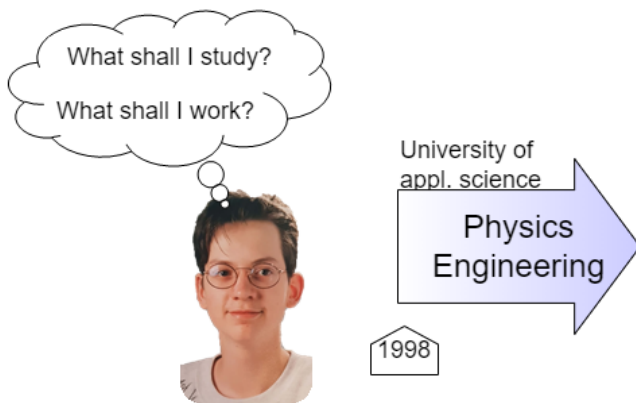 What shall I study?
What shall I work?
University of
appl. science
Physics
Engineering
1998